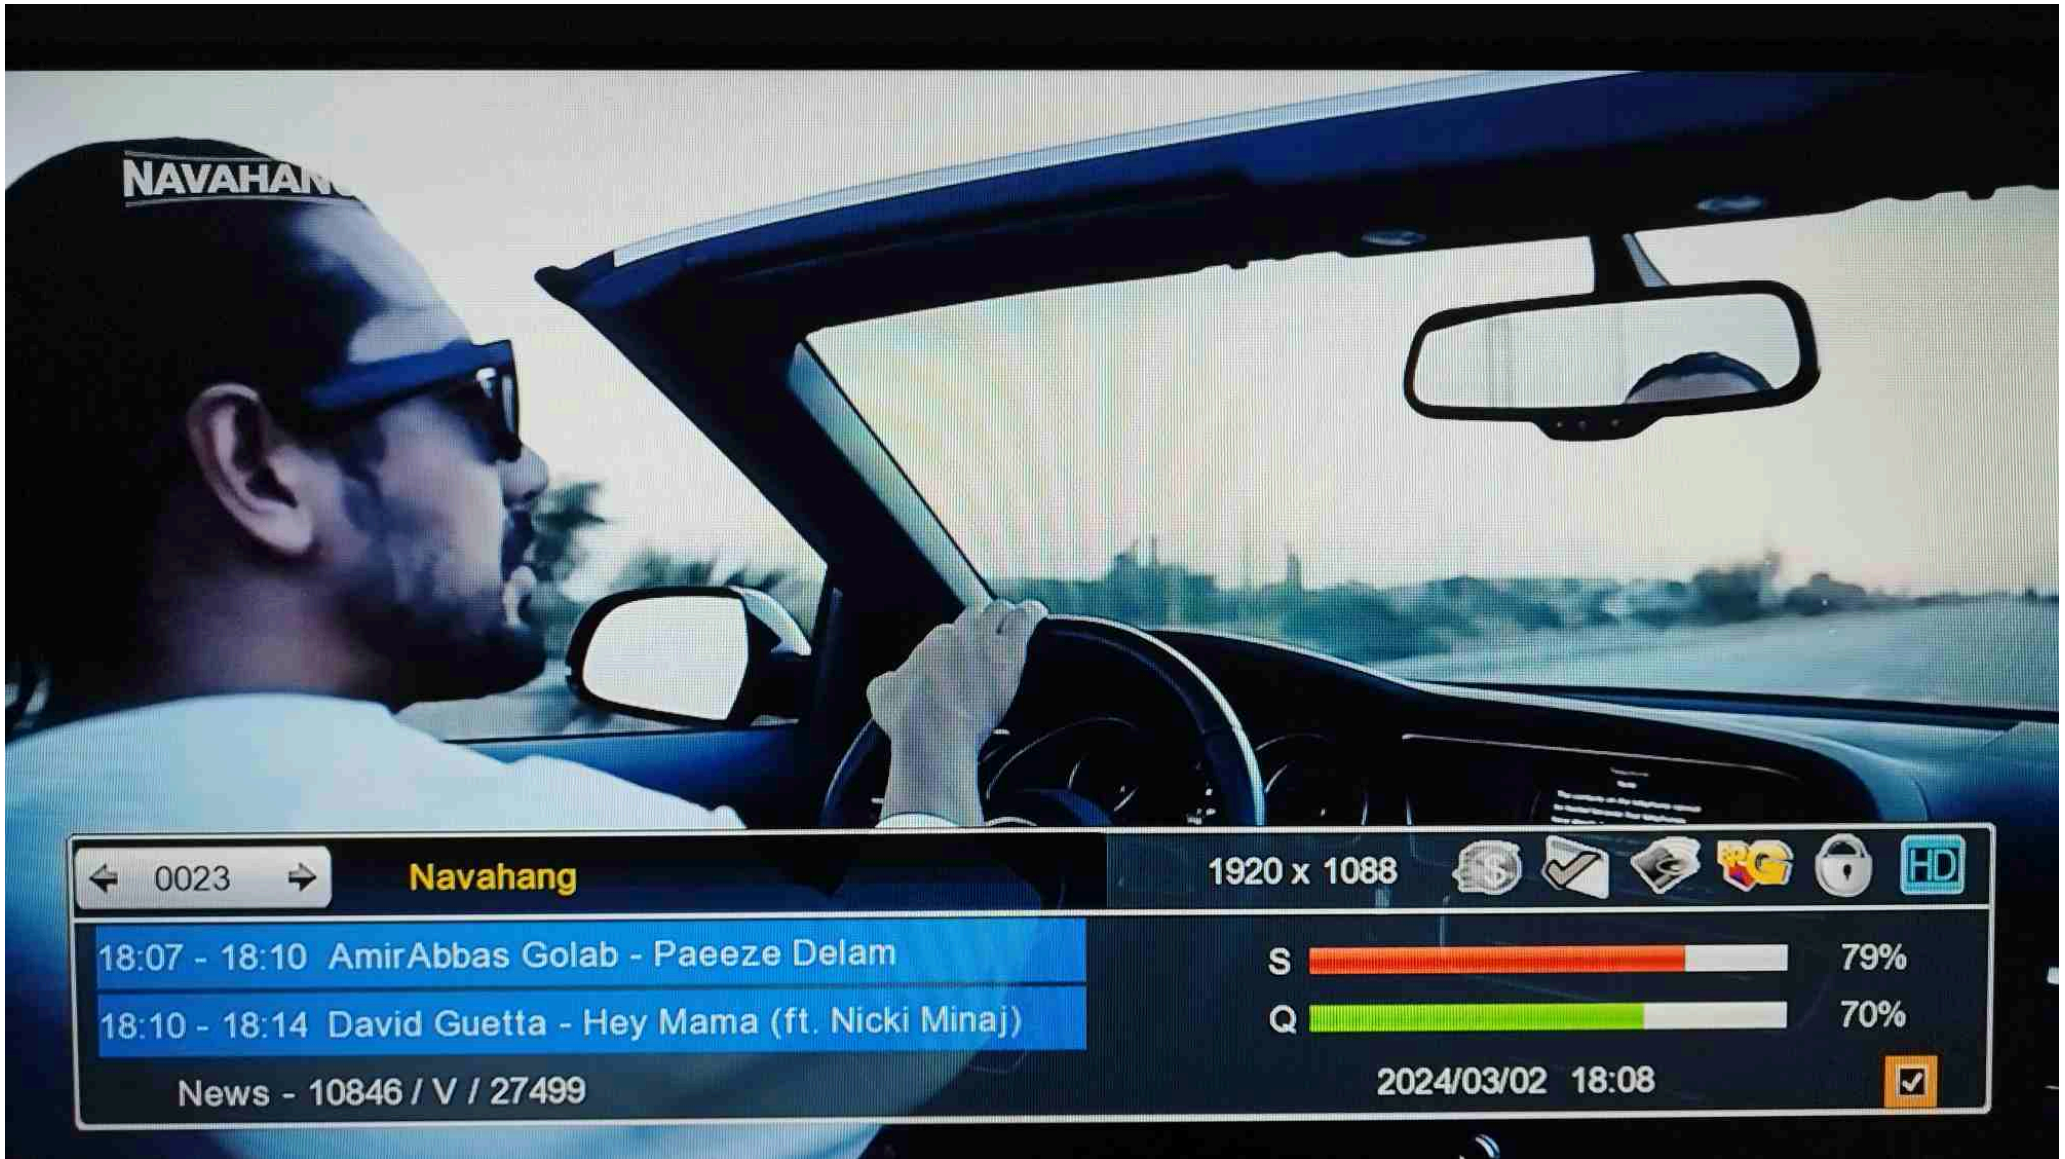 NAVAHANG
0023
Navahang
1920 x 1088
HD
18:07 - 18:10 AmirAbbas Golab - Paeeze Delam
18:10 - 18:14 David Guetta - Hey Mama (ft. Nicki Minaj)
S 79%
Q 70%
News - 10846 / V / 27499
2024/03/02 18:08